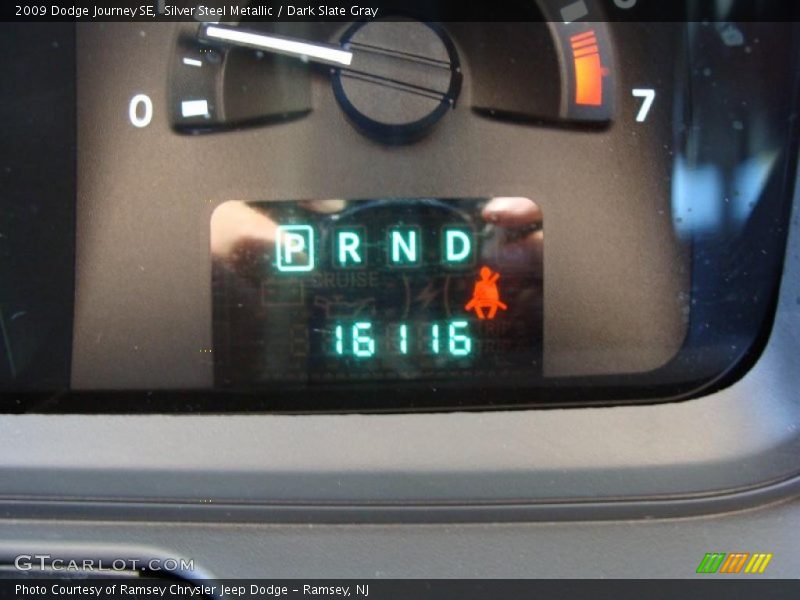 2009 Dodge Journey SE,  Silver Steel Metallic / Dark Slate Gray
0
7
P R N D
CRUISE
16116
GTCARLOT.COM
Photo Courtesy of Ramsey Chrysler Jeep Dodge - Ramsey, NJ